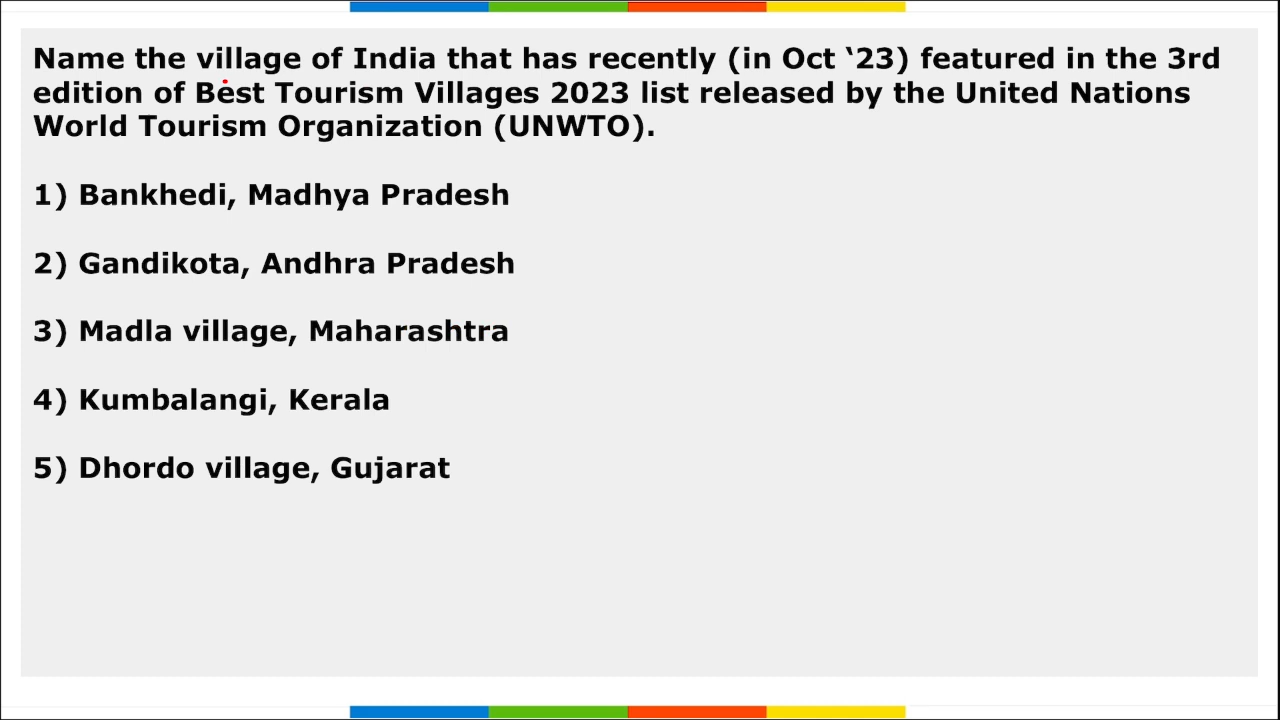 Name the village of India that has recently (in Oct ‘23) featured in the 3rd
edition of Best Tourism Villages 2023 list released by the United Nations
World Tourism Organization (UNWTO).
1) Bankhedi, Madhya Pradesh
2) Gandikota, Andhra Pradesh
3) Madla village, Maharashtra
4) Kumbalangi, Kerala
5) Dhordo village, Gujarat